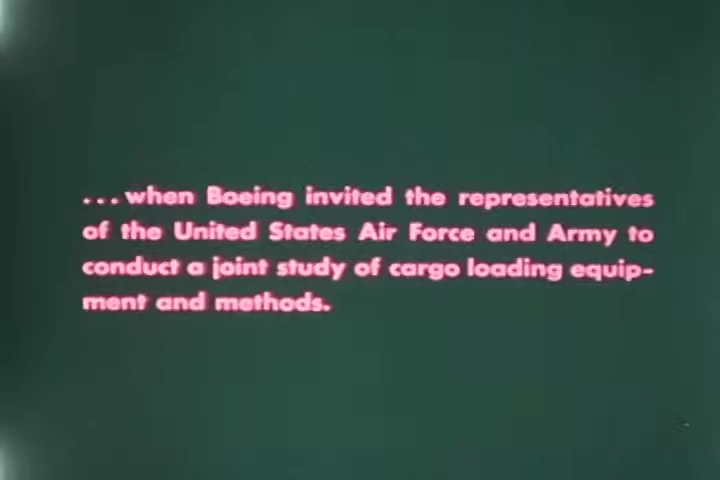 ...when Boeing invited the representatives
of the United States Air Force and Army to
conduct a joint study of cargo loading equip-
ment and methods.